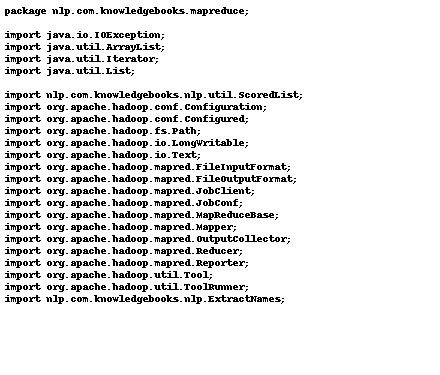 package nlp.com.knowledgebooks.mapreduce;
import java.io.IOException;
import java.util.ArrayList;
import java.util.Iterator;
import java.util.List;
import nlp.com.knowledgebooks.nlp.util.ScoredList;
import org.apache.hadoop.conf.Configuration;
import org.apache.hadoop.conf.Configured;
import org.apache.hadoop.fs.Path;
import org.apache.hadoop.io.LongWritable;
import org.apache.hadoop.io.Text;
import org.apache.hadoop.mapred.FileInputFormat;
import org.apache.hadoop.mapred.FileOutputFormat;
import org.apache.hadoop.mapred.JobClient;
import org.apache.hadoop.mapred.JobConf;
import org.apache.hadoop.mapred.MapReduceBase;
import org.apache.hadoop.mapred.Mapper;
import org.apache.hadoop.mapred.OutputCollector;
import org.apache.hadoop.mapred.Reducer;
import org.apache.hadoop.mapred.Reporter;
import org.apache.hadoop.util.Tool;
import org.apache.hadoop.util.ToolRunner;
import nlp.com.knowledgebooks.nlp.ExtractNames;